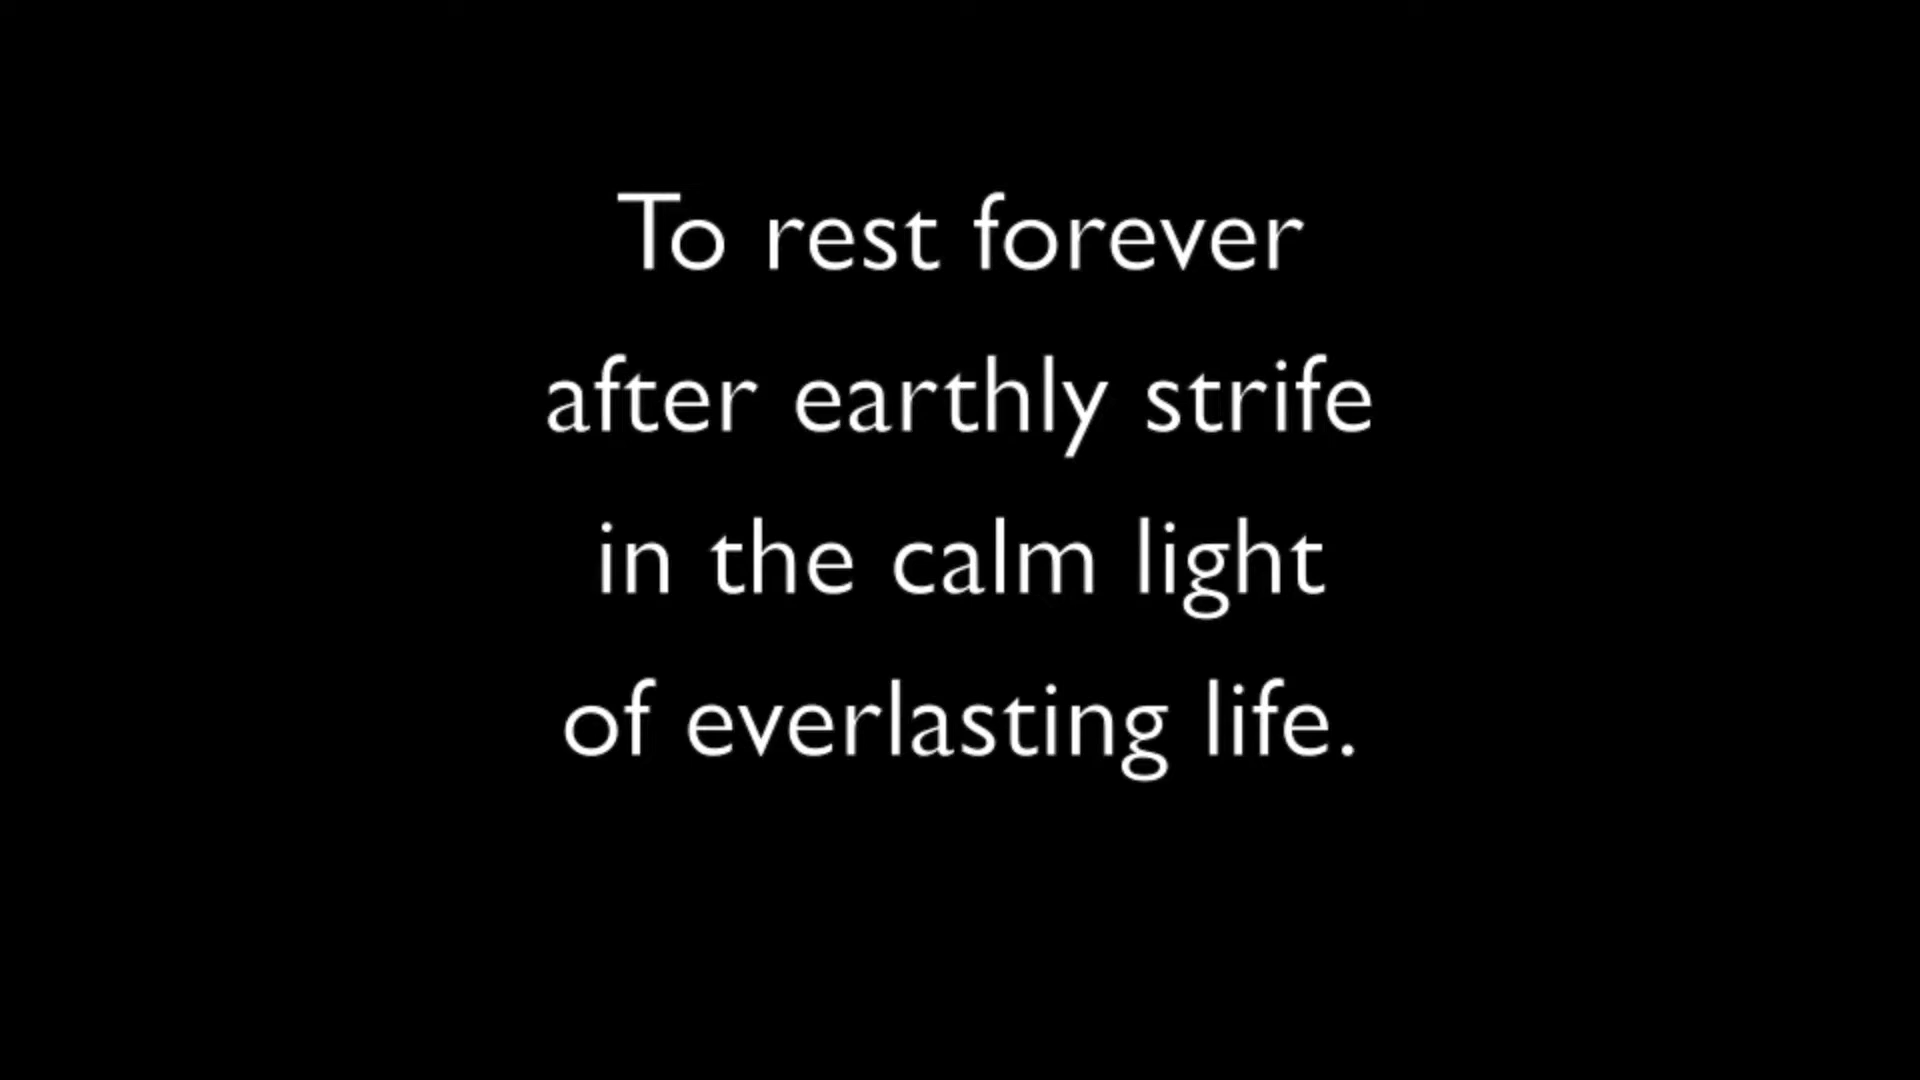 To rest forever
after earthly strife
in the calm light
of everlasting life.